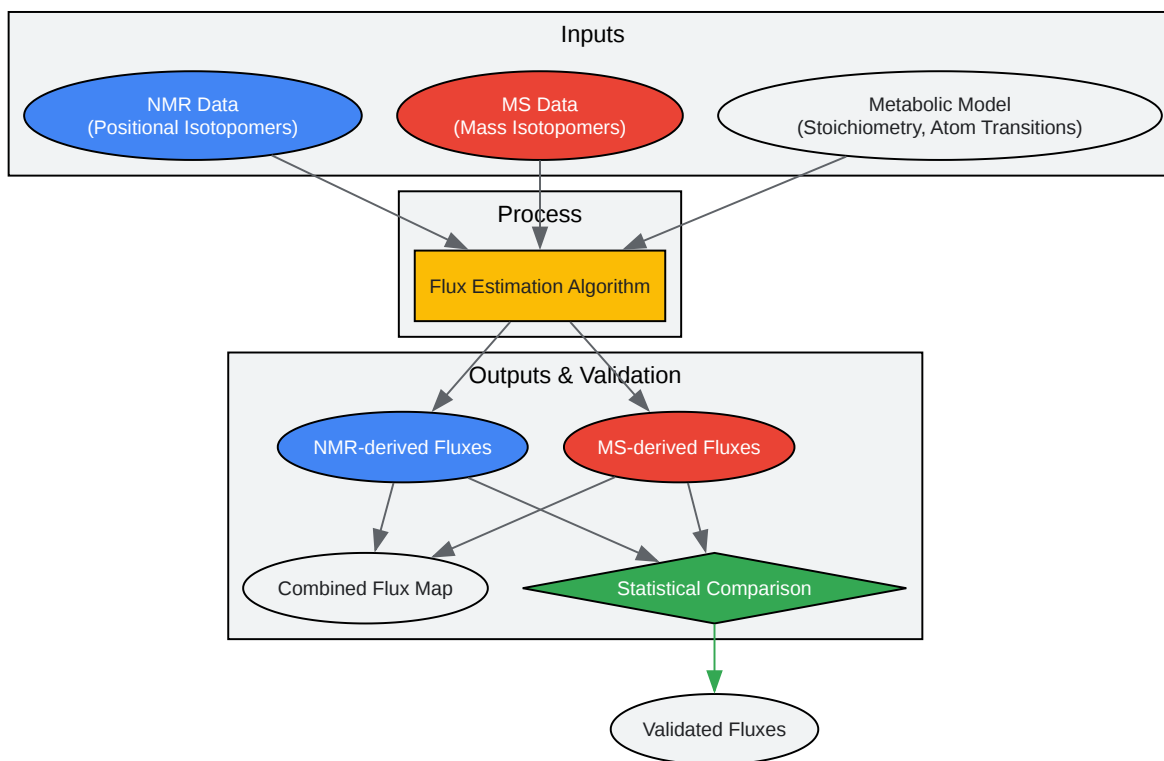 Inputs
NMR Data
(Positional Isotopomers)
MS Data
(Mass Isotopomers)
Metabolic Model
(Stoichiometry, Atom Transitions)
Process
Flux Estimation Algorithm
Outputs & Validation
NMR-derived Fluxes
MS-derived Fluxes
Combined Flux Map
Statistical Comparison
Validated Fluxes